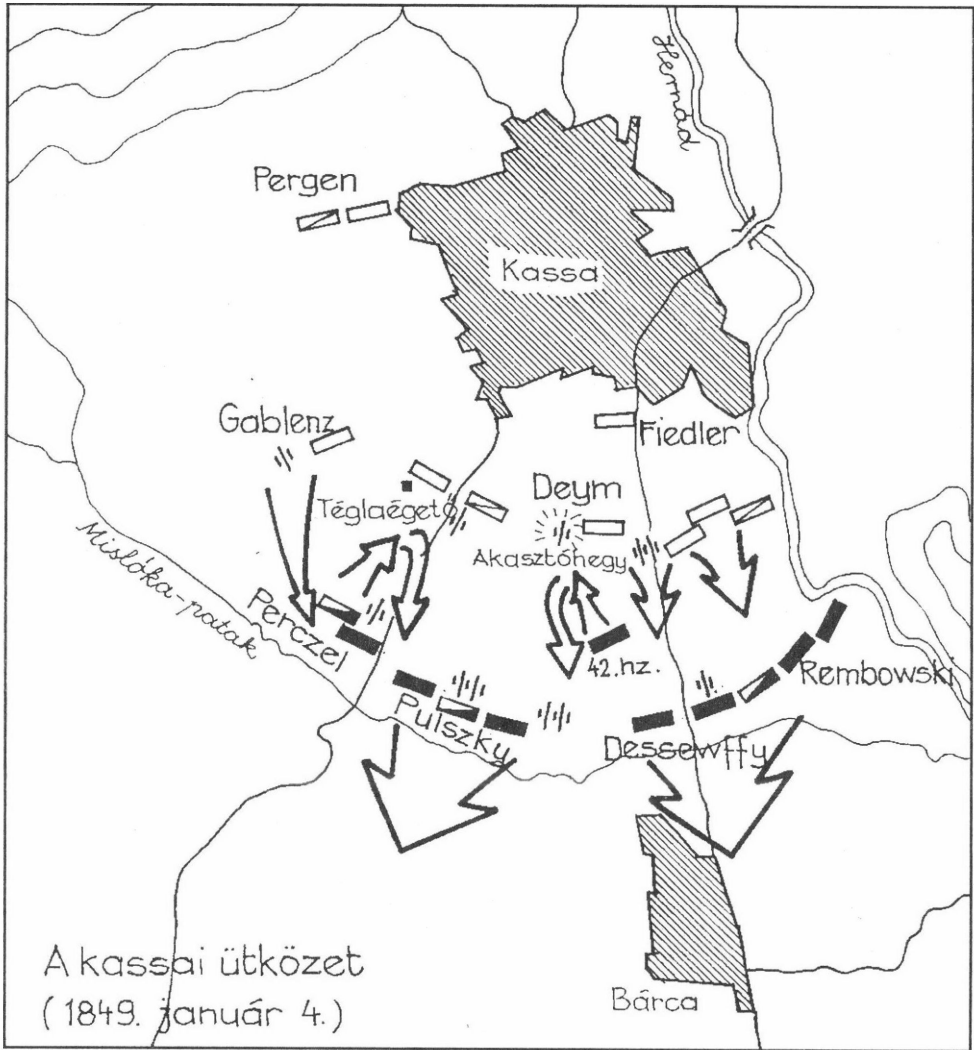 Hernád
Pergen
Kassa
Gablenz
Fiedler
Téglaégető
Deym
Akasztóhegy
Mislóka-patak
Perczel
42.hz.
Rembowski
Pulszky
Dessewffy
A kassai ütközet
(1849. január 4.)
Bárca